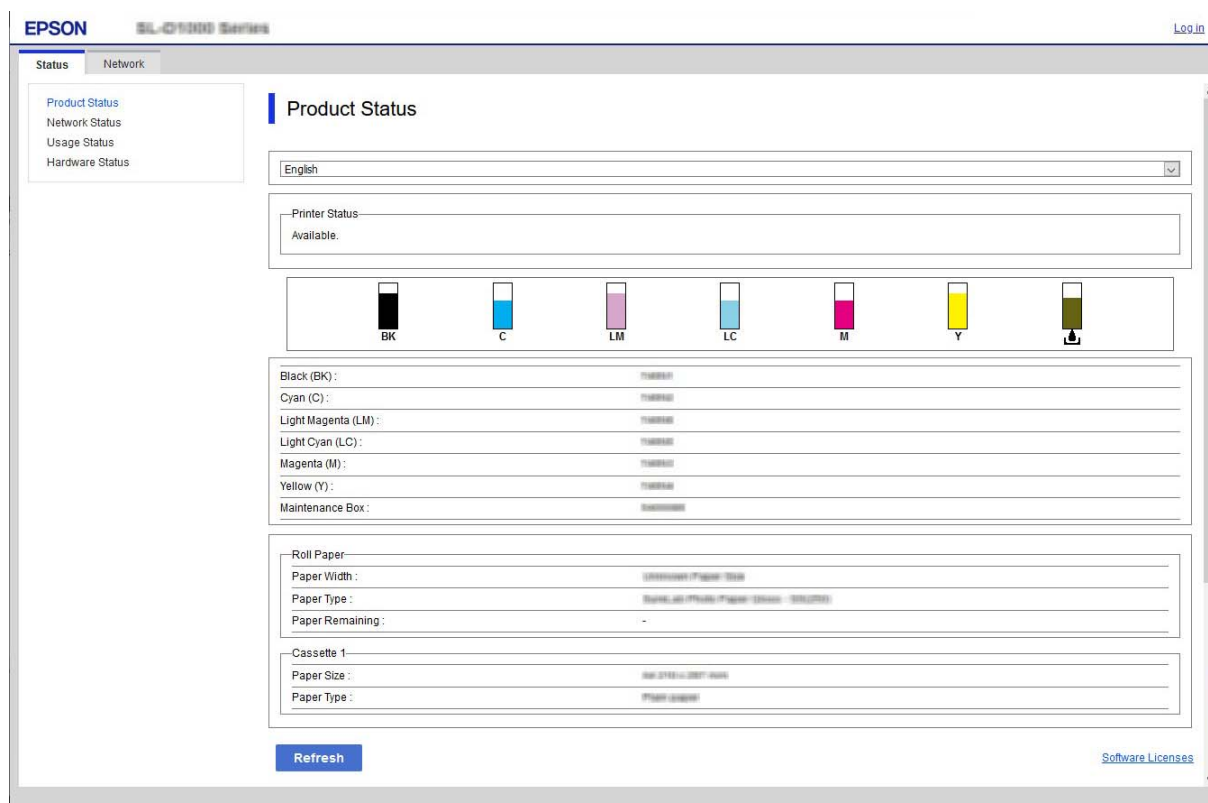 EPSON
Log in
Status Network
Product Status
Network Status
Usage Status
Hardware Status
Product Status
English
Printer Status
Available.
BK C LM LC M Y
Black (BK) :
Cyan (C) :
Light Magenta (LM) :
Light Cyan (LC) :
Magenta (M) :
Yellow (Y) :
Maintenance Box :
Roll Paper
Paper Width :
Paper Type :
Paper Remaining : -
Cassette 1
Paper Size :
Paper Type :
Refresh
Software Licenses